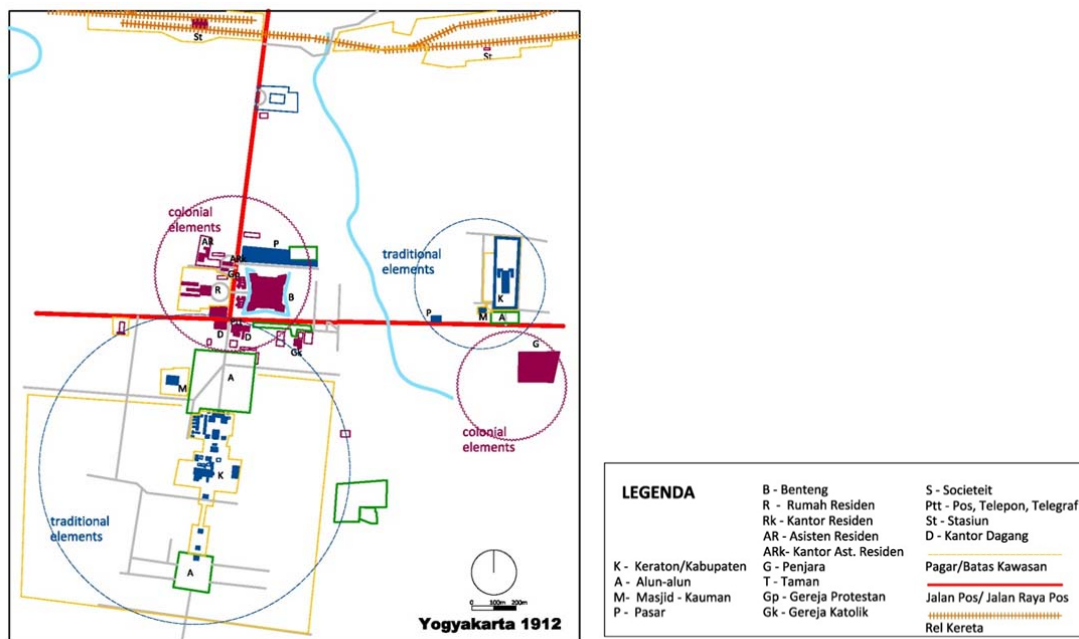 St
St
colonial
elements
AR
P
ARk
Gp
R
B
traditional
elements
K
P
M
A
D
D
Gk
G
A
M
colonial
elements
K
traditional
elements
A
0 100m 200m
Yogyakarta 1912
LEGENDA
K - Keraton/Kabupaten
A - Alun-alun
M- Masjid - Kauman
P - Pasar
B - Benteng
R - Rumah Residen
Rk - Kantor Residen
AR - Asisten Residen
ARk- Kantor Ast. Residen
G - Penjara
T - Taman
Gp - Gereja Protestan
Gk - Gereja Katolik
S - Societeit
Ptt - Pos, Telepon, Telegraf
St - Stasiun
D - Kantor Dagang
Pagar/Batas Kawasan
Jalan Pos/ Jalan Raya Pos
Rel Kereta